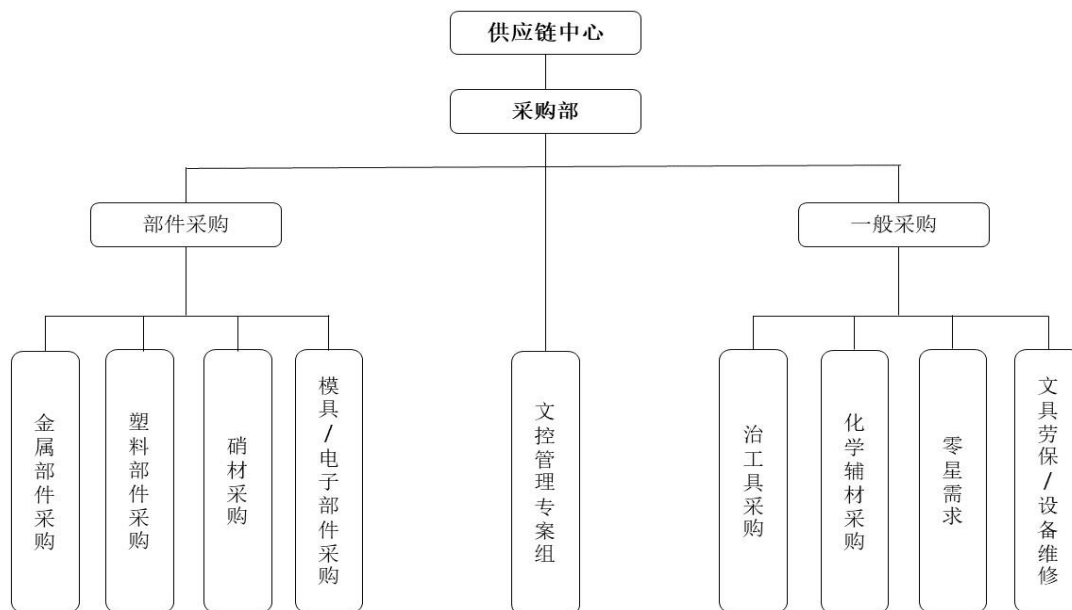 供应链中心
采购部
部件采购
一般采购
金属部件采购
塑料部件采购
硝材采购
模具/电子部件采购
文控管理专案组
治工具采购
化学辅材采购
零星需求
文具劳保/设备维修